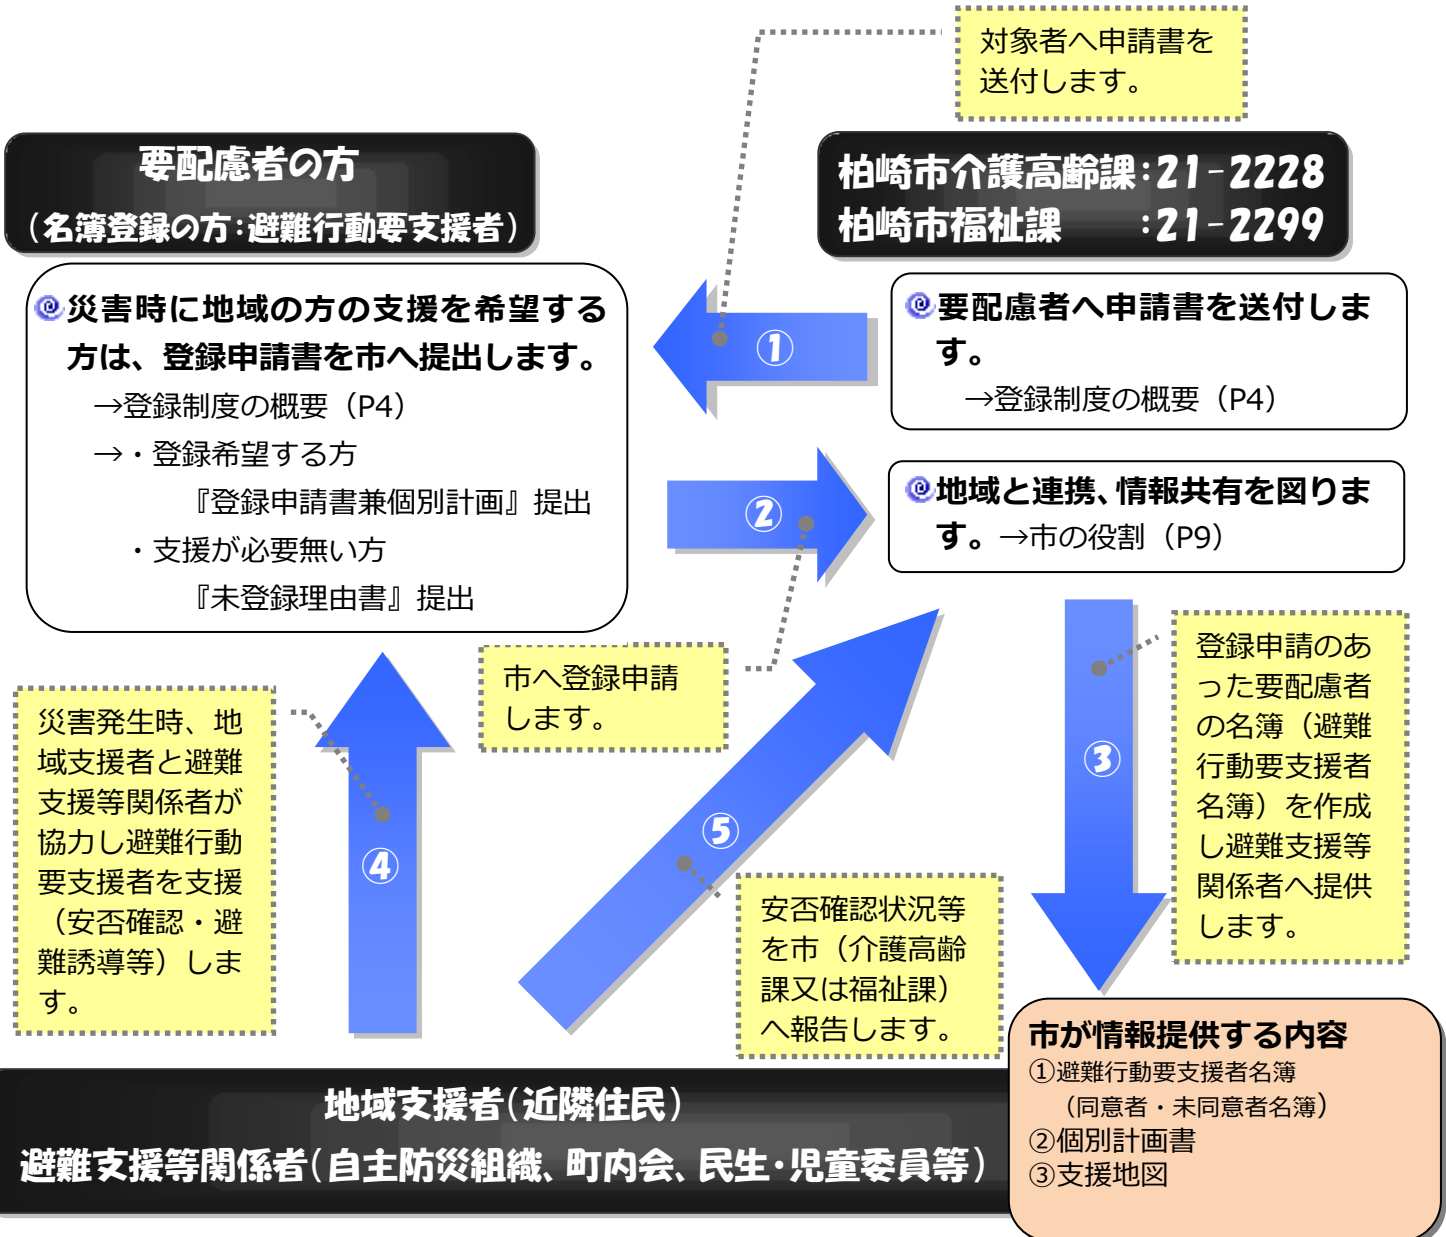 対象者へ申請書を
送付します。
要配慮者の方
（名簿登録の方：避難行動要支援者）
柏崎市介護高齢課：21-2228
柏崎市福祉課　　：21-2299
災害時に地域の方の支援を希望する
方は、登録申請書を市へ提出します。
→登録制度の概要（P4）
→・登録希望する方
『登録申請書兼個別計画』提出
・支援が必要無い方
『未登録理由書』提出
①
要配慮者へ申請書を送付しま
す。
→登録制度の概要（P4）
②
地域と連携、情報共有を図りま
す。→市の役割（P9）
市へ登録申請
します。
登録申請のあ
った要配慮者
の名簿（避難
行動要支援者
名簿）を作成
し避難支援等
関係者へ提供
します。
③
災害発生時、地
域支援者と避難
支援等関係者が
協力し避難行動
要支援者を支援
（安否確認・避
難誘導等）しま
す。
④
⑤
安否確認状況等
を市（介護高齢
課又は福祉課）
へ報告します。
市が情報提供する内容
①避難行動要支援者名簿
（同意者・未同意者名簿）
②個別計画書
③支援地図
地域支援者（近隣住民）
避難支援等関係者（自主防災組織、町内会、民生・児童委員等）